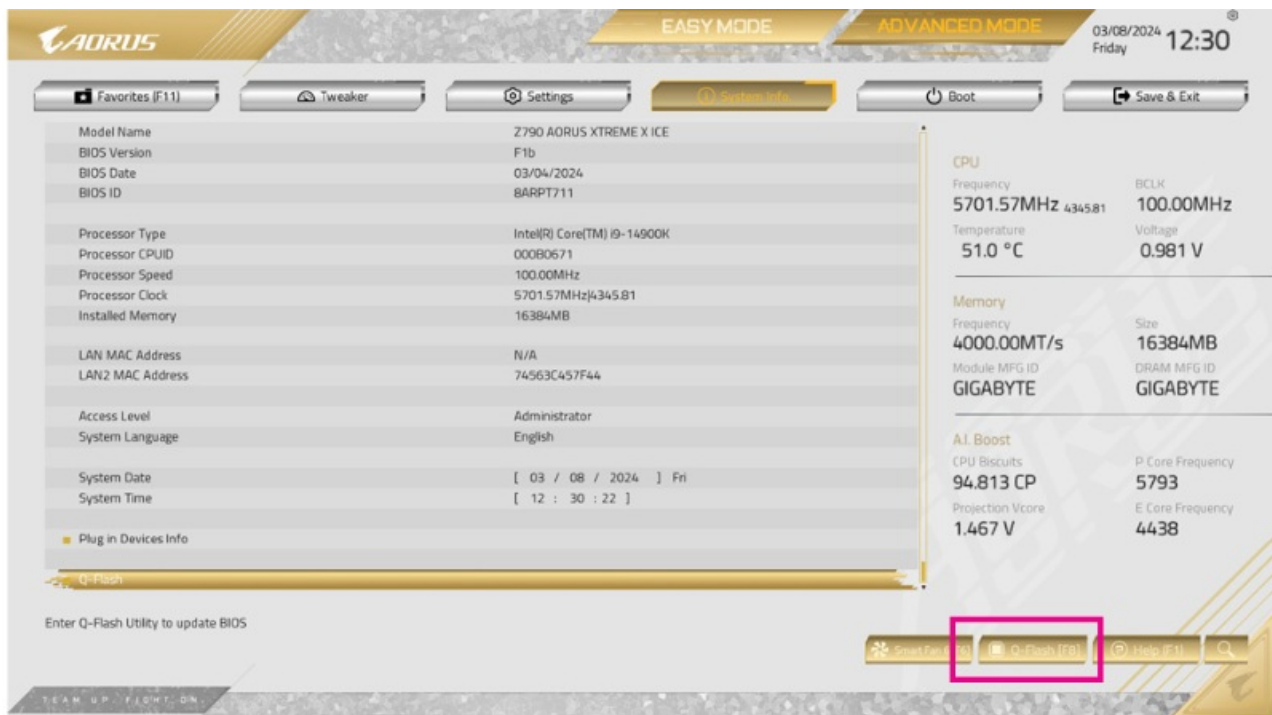 AORUS
EASY MODE
ADVANCED MODE
03/08/2024
Friday
12:30
Favorites (F11)
Tweaker
Settings
System Info
Boot
Save & Exit
Model Name Z790 AORUS XTREME X ICE
BIOS Version F1b
BIOS Date 03/04/2024
BIOS ID 8ARPT711
Processor Type Intel(R) Core(TM) i9-14900K
Processor CPUID 000B0671
Processor Speed 100.00MHz
Processor Clock 5701.57MHz|4345.81
Installed Memory 16384MB
LAN MAC Address N/A
LAN2 MAC Address 74563C457F44
Access Level Administrator
System Language English
System Date [ 03 / 08 / 2024 ] Fri
System Time [ 12 : 30 : 22 ]
Plug in Devices Info
Q-Flash
CPU
Frequency BCLK
5701.57MHz 4345.81 100.00MHz
Temperature Voltage
51.0 °C 0.981 V
Memory
Frequency Size
4000.00MT/s 16384MB
Module MFG ID DRAM MFG ID
GIGABYTE GIGABYTE
A.I. Boost
CPU Biscuits P Core Frequency
94.813 CP 5793
Projection Vcore E Core Frequency
1.467 V 4438
Enter Q-Flash Utility to update BIOS
Smart Fan
Q-Flash [F8]
Help (F1)
TEAM UP. FIGHT ON.